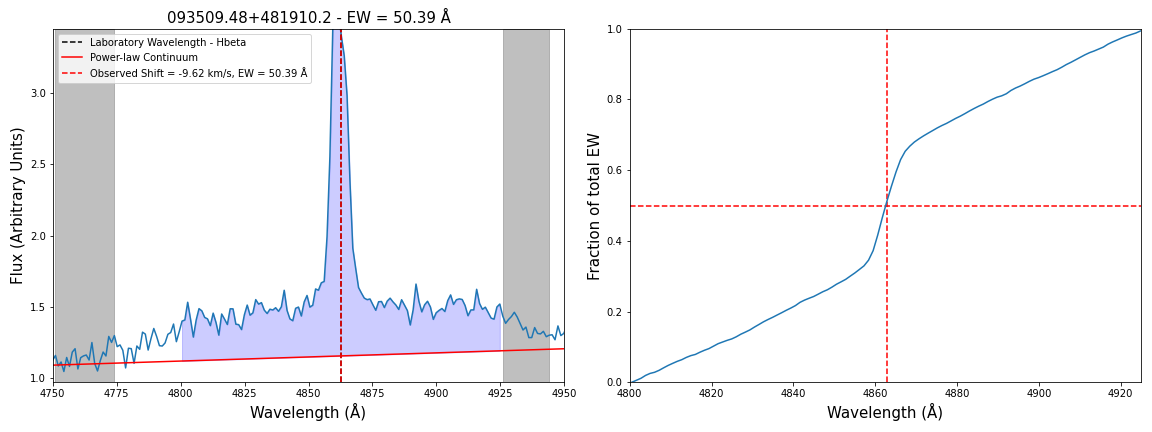 093509.48+481910.2 - EW = 50.39 Å
Laboratory Wavelength - Hbeta
Power-law Continuum
Observed Shift = -9.62 km/s, EW = 50.39 Å
Flux (Arbitrary Units)
3.0
2.5
2.0
1.5
1.0
4750 4775 4800 4825 4850 4875 4900 4925 4950
Wavelength (Å)
Fraction of total EW
1.0
0.8
0.6
0.4
0.2
0.0
4800 4820 4840 4860 4880 4900 4920
Wavelength (Å)